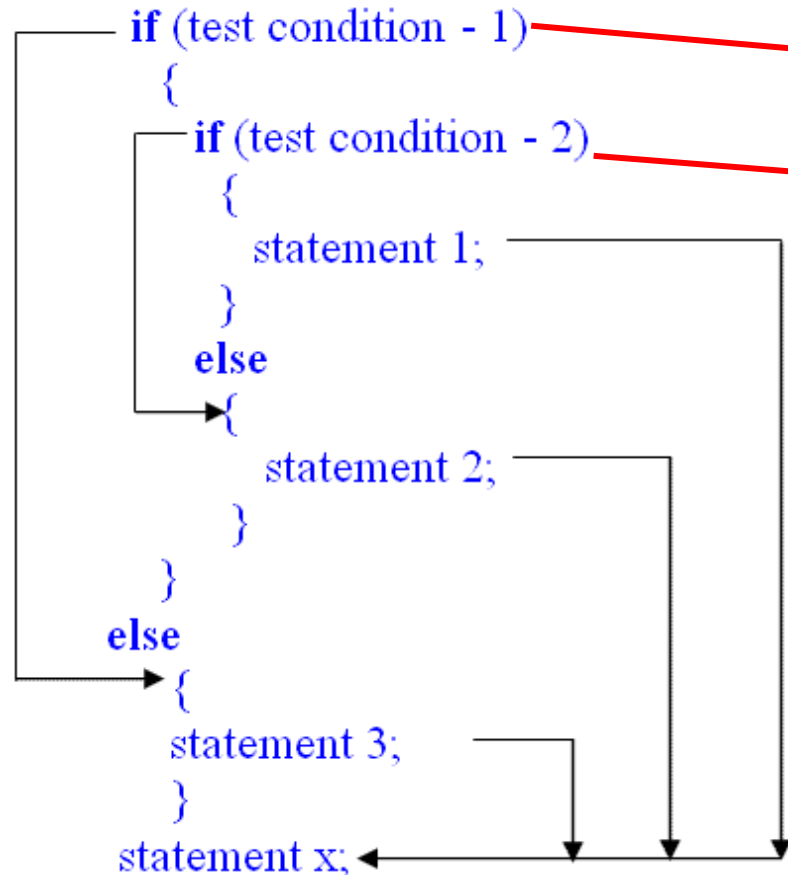 if (test condition - 1)
{
if (test condition - 2)
{
statement 1;
}
else
{
statement 2;
}
}
else
{
statement 3;
}
statement x;